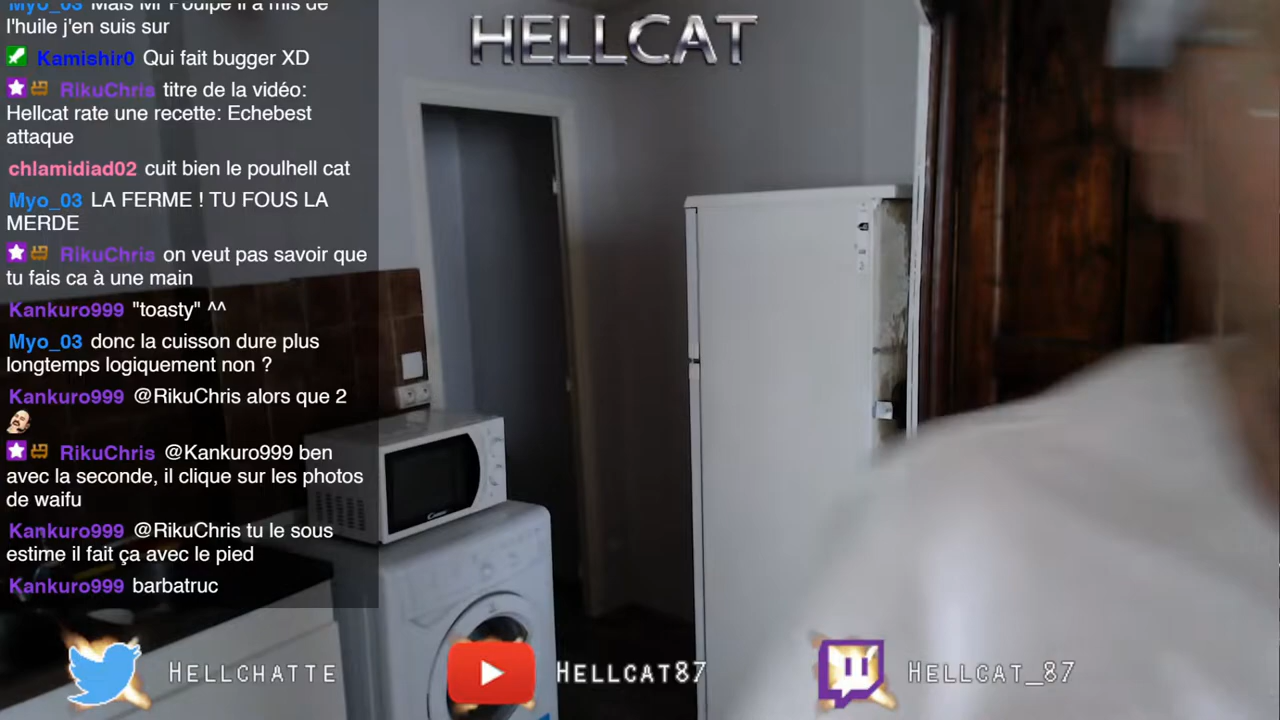 Myo_03 Mais Mr Poulpe il a mis de
l'huile j'en suis sur
Kamishir0 Qui fait bugger XD
RikuChris titre de la vidéo:
Hellcat rate une recette: Echebest
attaque
chlamidiad02 cuit bien le poulhell cat
Myo_03 LA FERME ! TU FOUS LA
MERDE
RikuChris on veut pas savoir que
tu fais ca à une main
Kankuro999 "toasty" ^^
Myo_03 donc la cuisson dure plus
longtemps logiquement non ?
Kankuro999 @RikuChris alors que 2
RikuChris @Kankuro999 ben
avec la seconde, il clique sur les photos
de waifu
Kankuro999 @RikuChris tu le sous
estime il fait ça avec le pied
Kankuro999 barbatruc
HELLCAT
Candy
HELLCHATTE
HELLCAT87
HELLCAT_87